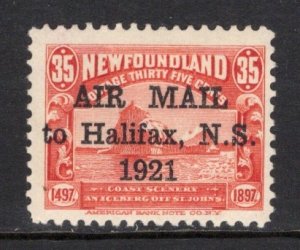 35 NEWFOUNDLAND 35
POSTAGE THIRTY FIVE CENTS
AIR MAIL
to Halifax, N.S.
1921
1497. COAST SCENERY 1897.
AN ICEBERG OFF ST. JOHNS.
AMERICAN BANK NOTE CO. N.Y.